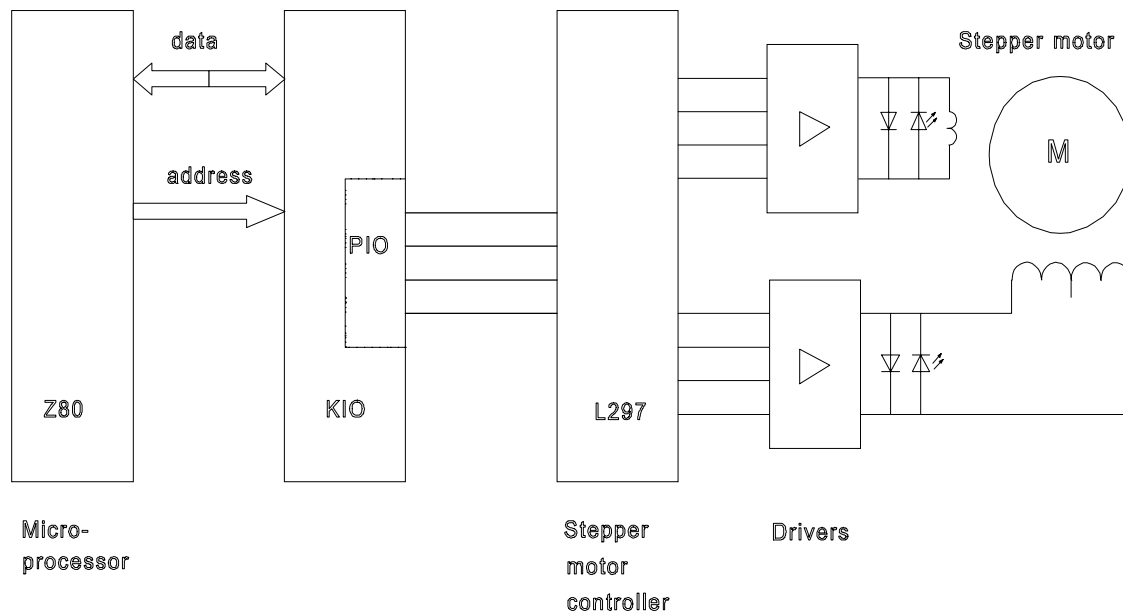 data
Stepper motor
M
address
PIO
Z80
KIO
L297
Micro-
processor
Stepper
motor
controller
Drivers